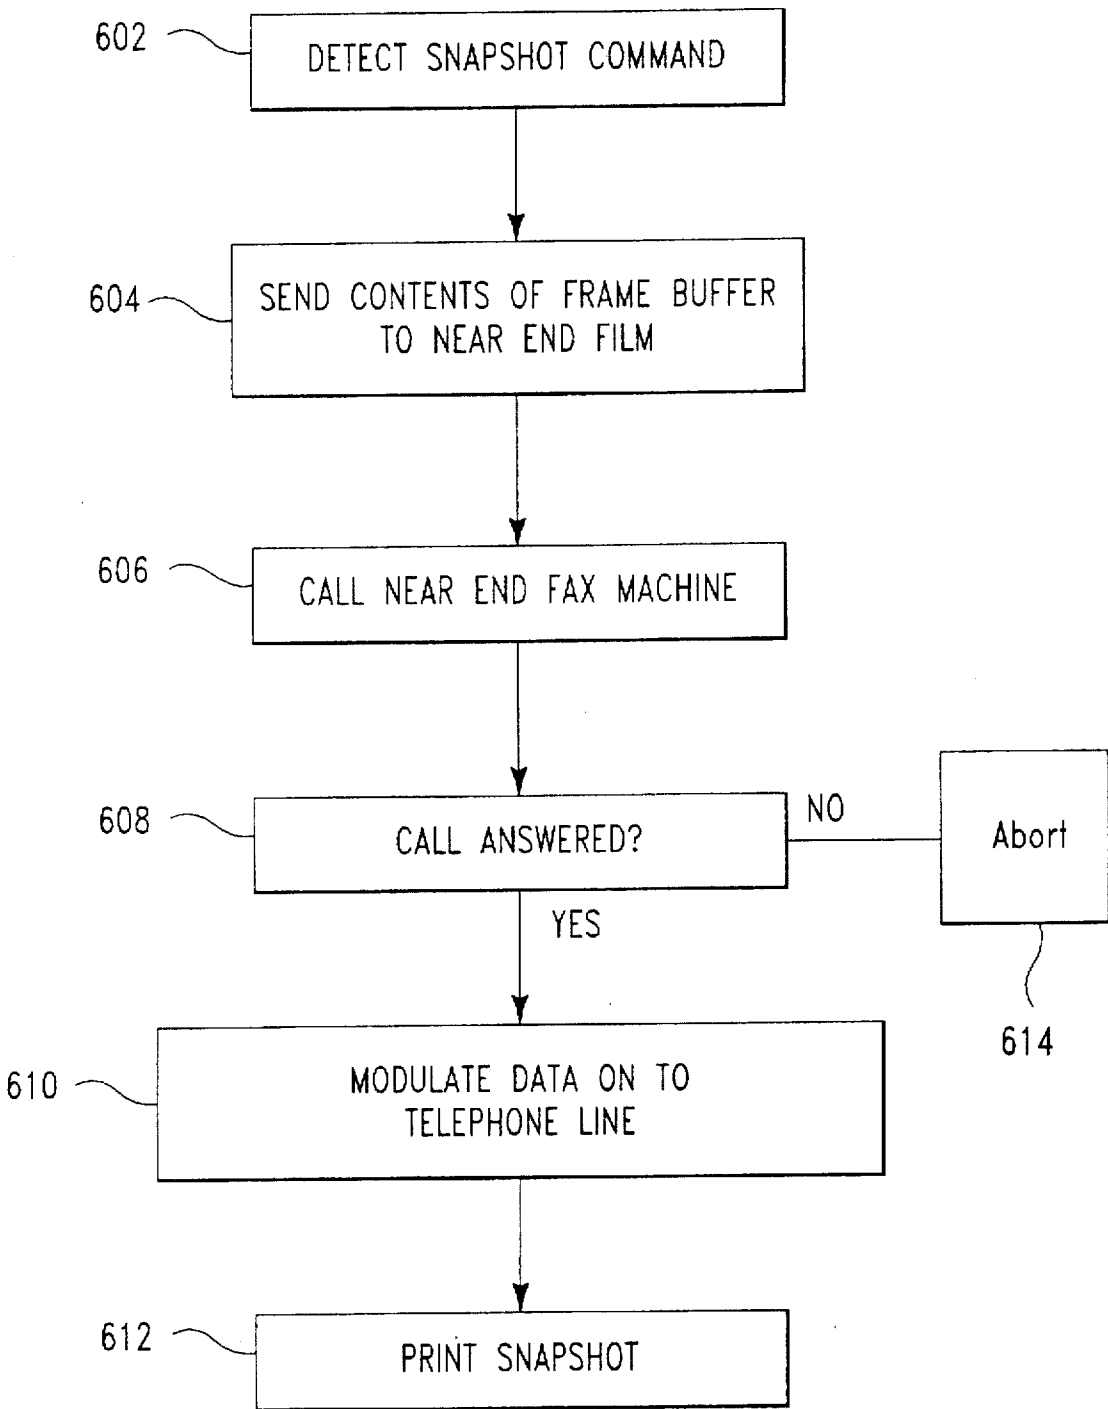 602
DETECT SNAPSHOT COMMAND
604
SEND CONTENTS OF FRAME BUFFER
TO NEAR END FILM
606
CALL NEAR END FAX MACHINE
608
CALL ANSWERED?
NO
Abort
YES
614
610
MODULATE DATA ON TO
TELEPHONE LINE
612
PRINT SNAPSHOT